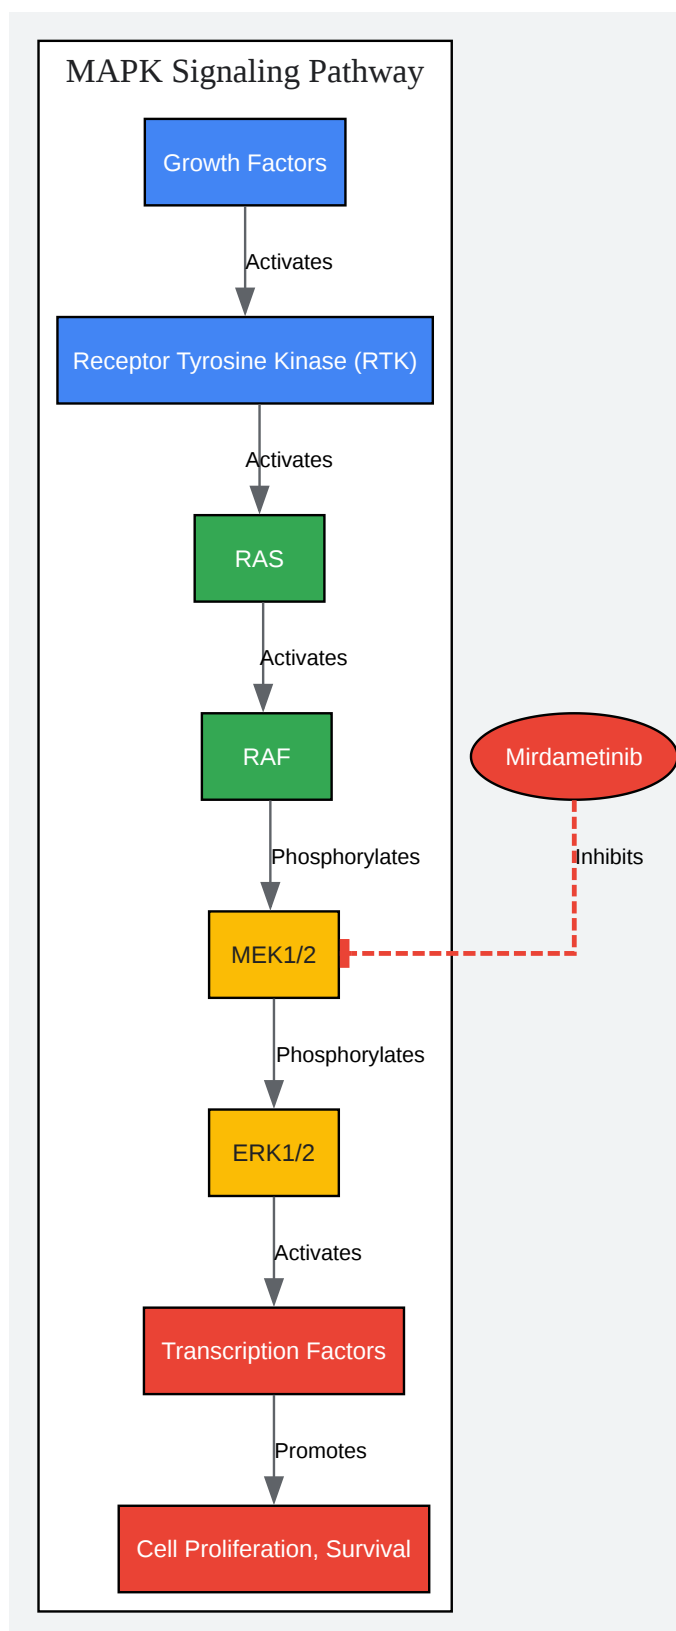 MAPK Signaling Pathway
Growth Factors
Activates
Receptor Tyrosine Kinase (RTK)
Activates
RAS
Activates
RAF
Mirdametinib
Phosphorylates
Inhibits
MEK1/2
Phosphorylates
ERK1/2
Activates
Transcription Factors
Promotes
Cell Proliferation, Survival